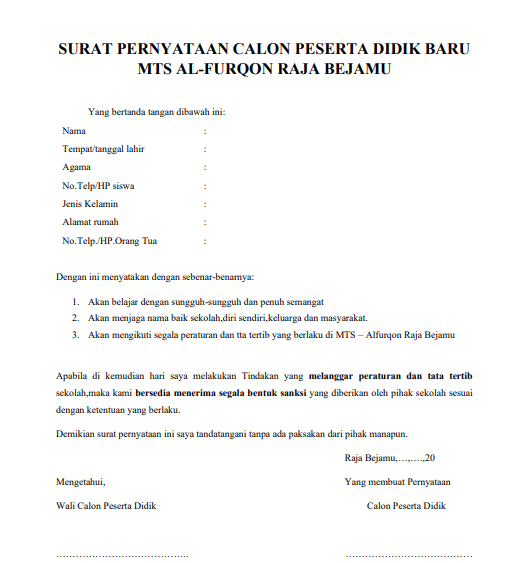 SURAT PERNYATAAN CALON PESERTA DIDIK BARU
MTS AL-FURQON RAJA BEJAMU
Yang bertanda tangan dibawah ini:
Nama :
Tempat/tanggal lahir :
Agama :
No.Telp/HP siswa :
Jenis Kelamin :
Alamat rumah :
No.Telp./HP.Orang Tua :
Dengan ini menyatakan dengan sebenar-benarnya:
1. Akan belajar dengan sungguh-sungguh dan penuh semangat
2. Akan menjaga nama baik sekolah,diri sendiri,keluarga dan masyarakat.
3. Akan mengikuti segala peraturan dan tta tertib yang berlaku di MTS – Alfurqon Raja Bejamu
Apabila di kemudian hari saya melakukan Tindakan yang melanggar peraturan dan tata tertib
sekolah,maka kami bersedia menerima segala bentuk sanksi yang diberikan oleh pihak sekolah sesuai
dengan ketentuan yang berlaku.
Demikian surat pernyataan ini saya tandatangani tanpa ada paksakan dari pihak manapun.
Raja Bejamu,…,….,20
Mengetahui, Yang membuat Pernyataan
Wali Calon Peserta Didik Calon Peserta Didik
………………………………….. …………………………………